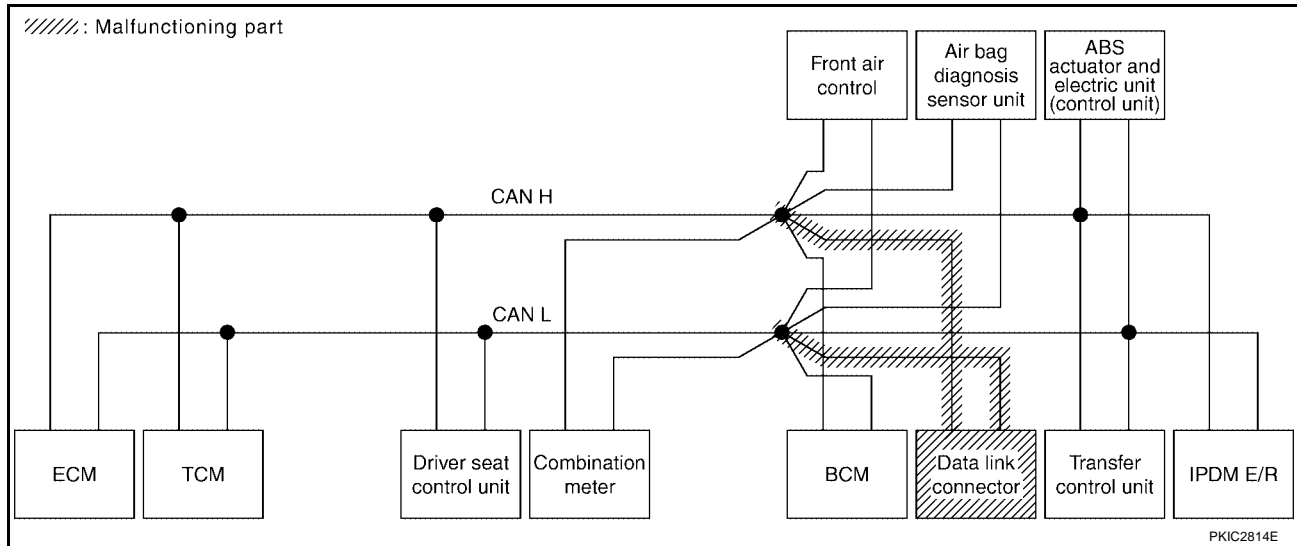 : Malfunctioning part
Front air
control
Air bag
diagnosis
sensor unit
ABS
actuator and
electric unit
(control unit)
CAN H
CAN L
ECM
TCM
Driver seat
control unit
Combination
meter
BCM
Data link
connector
Transfer
control unit
IPDM E/R
PKIC2814E